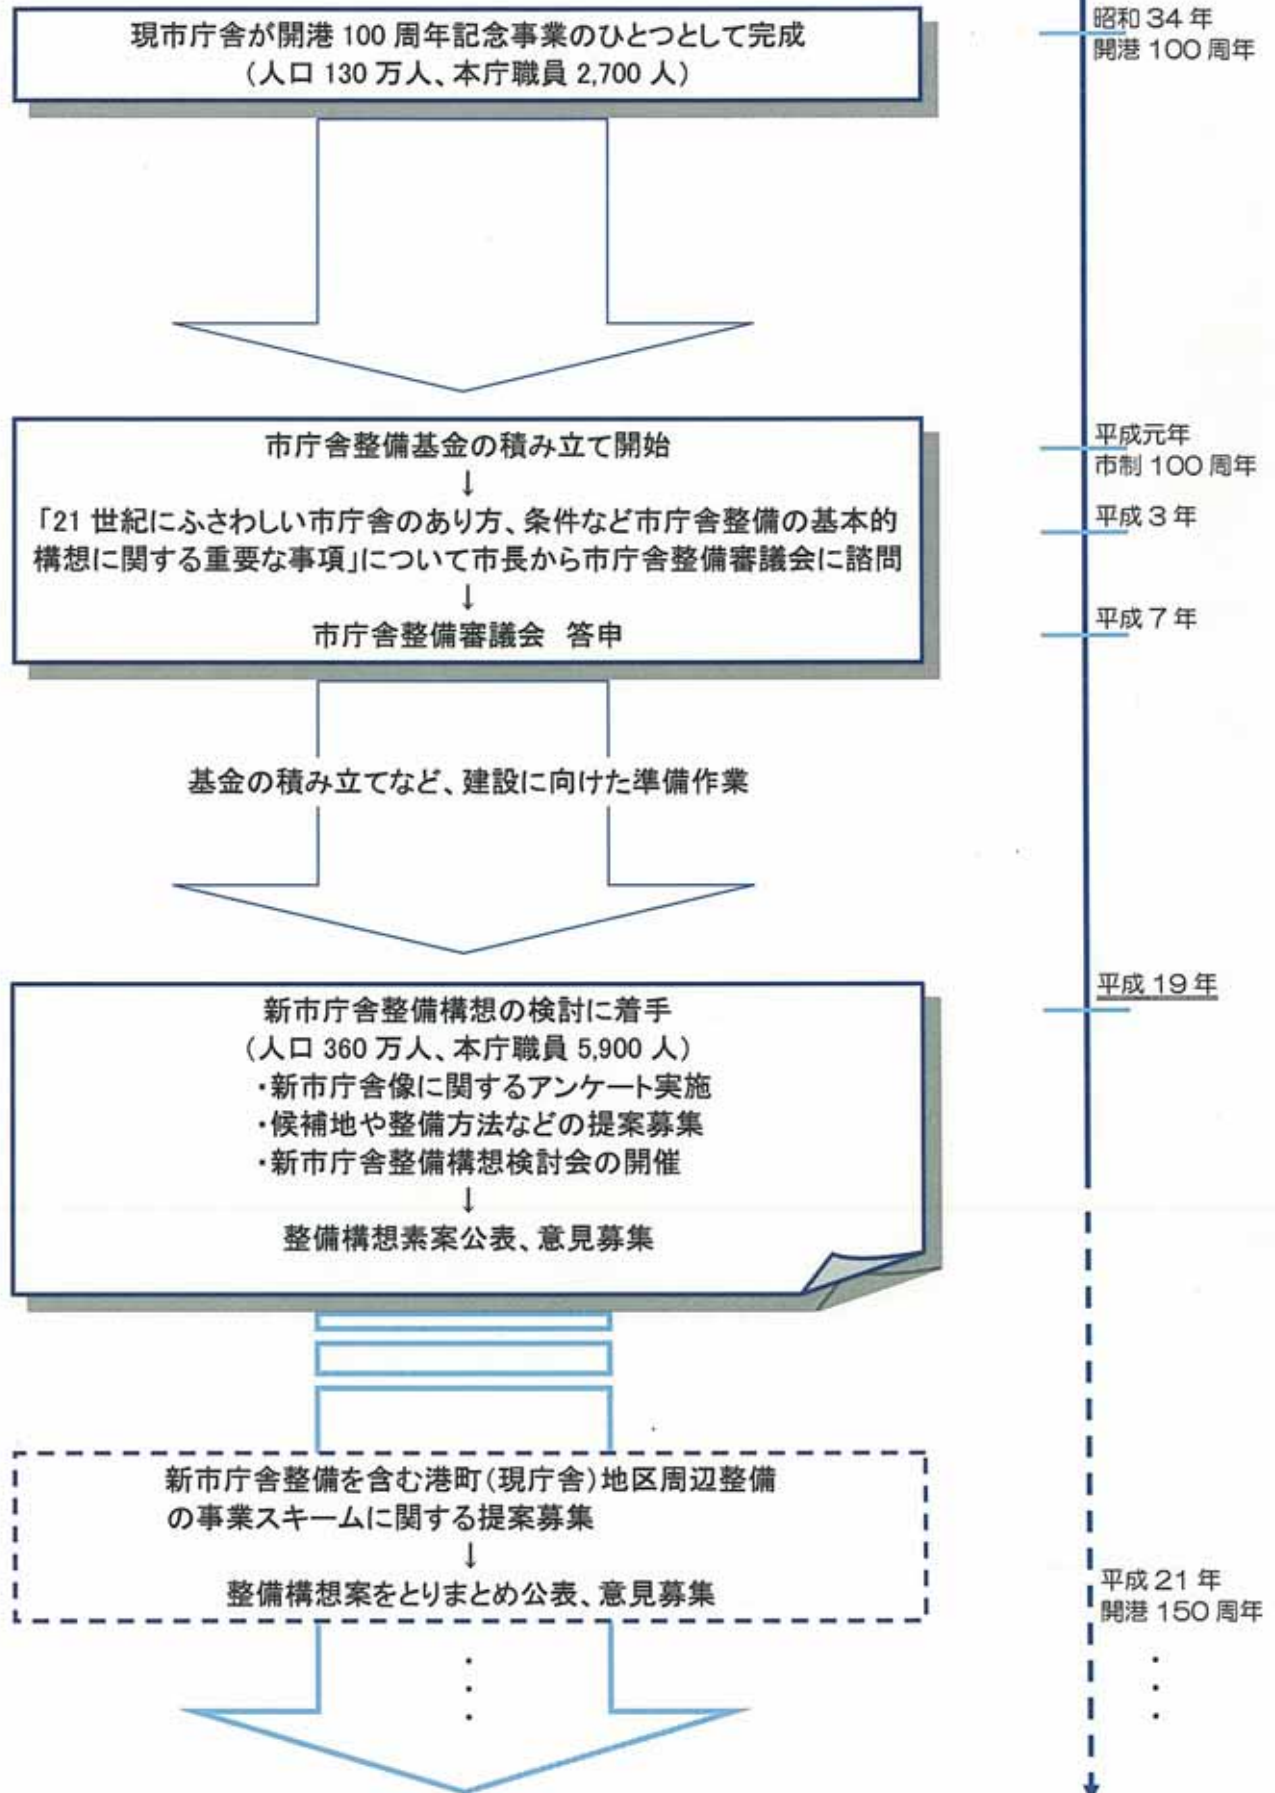 現市庁舎が開港 100 周年記念事業のひとつとして完成
(人口 130 万人、本庁職員 2,700 人)
昭和 34 年
開港 100 周年
市庁舎整備基金の積み立て開始
↓
「21 世紀にふさわしい市庁舎のあり方、条件など市庁舎整備の基本的
構想に関する重要な事項」について市長から市庁舎整備審議会に諮問
↓
市庁舎整備審議会 答申
平成元年
市制 100 周年
平成 3 年
平成 7 年
基金の積み立てなど、建設に向けた準備作業
新市庁舎整備構想の検討に着手
(人口 360 万人、本庁職員 5,900 人)
・新市庁舎像に関するアンケート実施
・候補地や整備方法などの提案募集
・新市庁舎整備構想検討会の開催
↓
整備構想素案公表、意見募集
平成 19 年
新市庁舎整備を含む港町(現庁舎)地区周辺整備
の事業スキームに関する提案募集
↓
整備構想案をとりまとめ公表、意見募集
平成 21 年
開港 150 周年